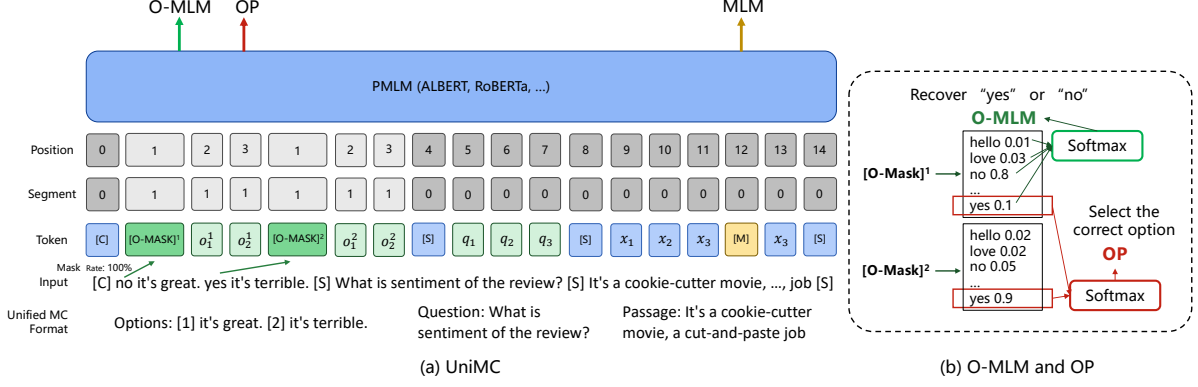 O-MLM OP MLM
PMLM (ALBERT, RoBERTa, ...)
Position 0 1 2 3 1 2 3 4 5 6 7 8 9 10 11 12 13 14
Segment 0 1 1 1 1 1 1 0 0 0 0 0 0 0 0 0 0 0
Token [C] [O-MASK]¹ o₁¹ o₂¹ [O-MASK]² o₁² o₂² [S] q₁ q₂ q₃ [S] x₁ x₂ x₃ [M] x₃ [S]
Mask Rate: 100%
Input [C] no it's great. yes it's terrible. [S] What is sentiment of the review? [S] It's a cookie-cutter movie, ..., job [S]
Unified MC
Format
Options: [1] it's great. [2] it's terrible.
Question: What is
sentiment of the review?
Passage: It's a cookie-cutter
movie, a cut-and-paste job
(a) UniMC
Recover “yes” or “no”
O-MLM
[O-Mask]¹
hello 0.01
love 0.03
no 0.8
...
yes 0.1
Softmax
Select the
correct option
OP
[O-Mask]²
hello 0.02
love 0.02
no 0.05
...
yes 0.9
Softmax
(b) O-MLM and OP